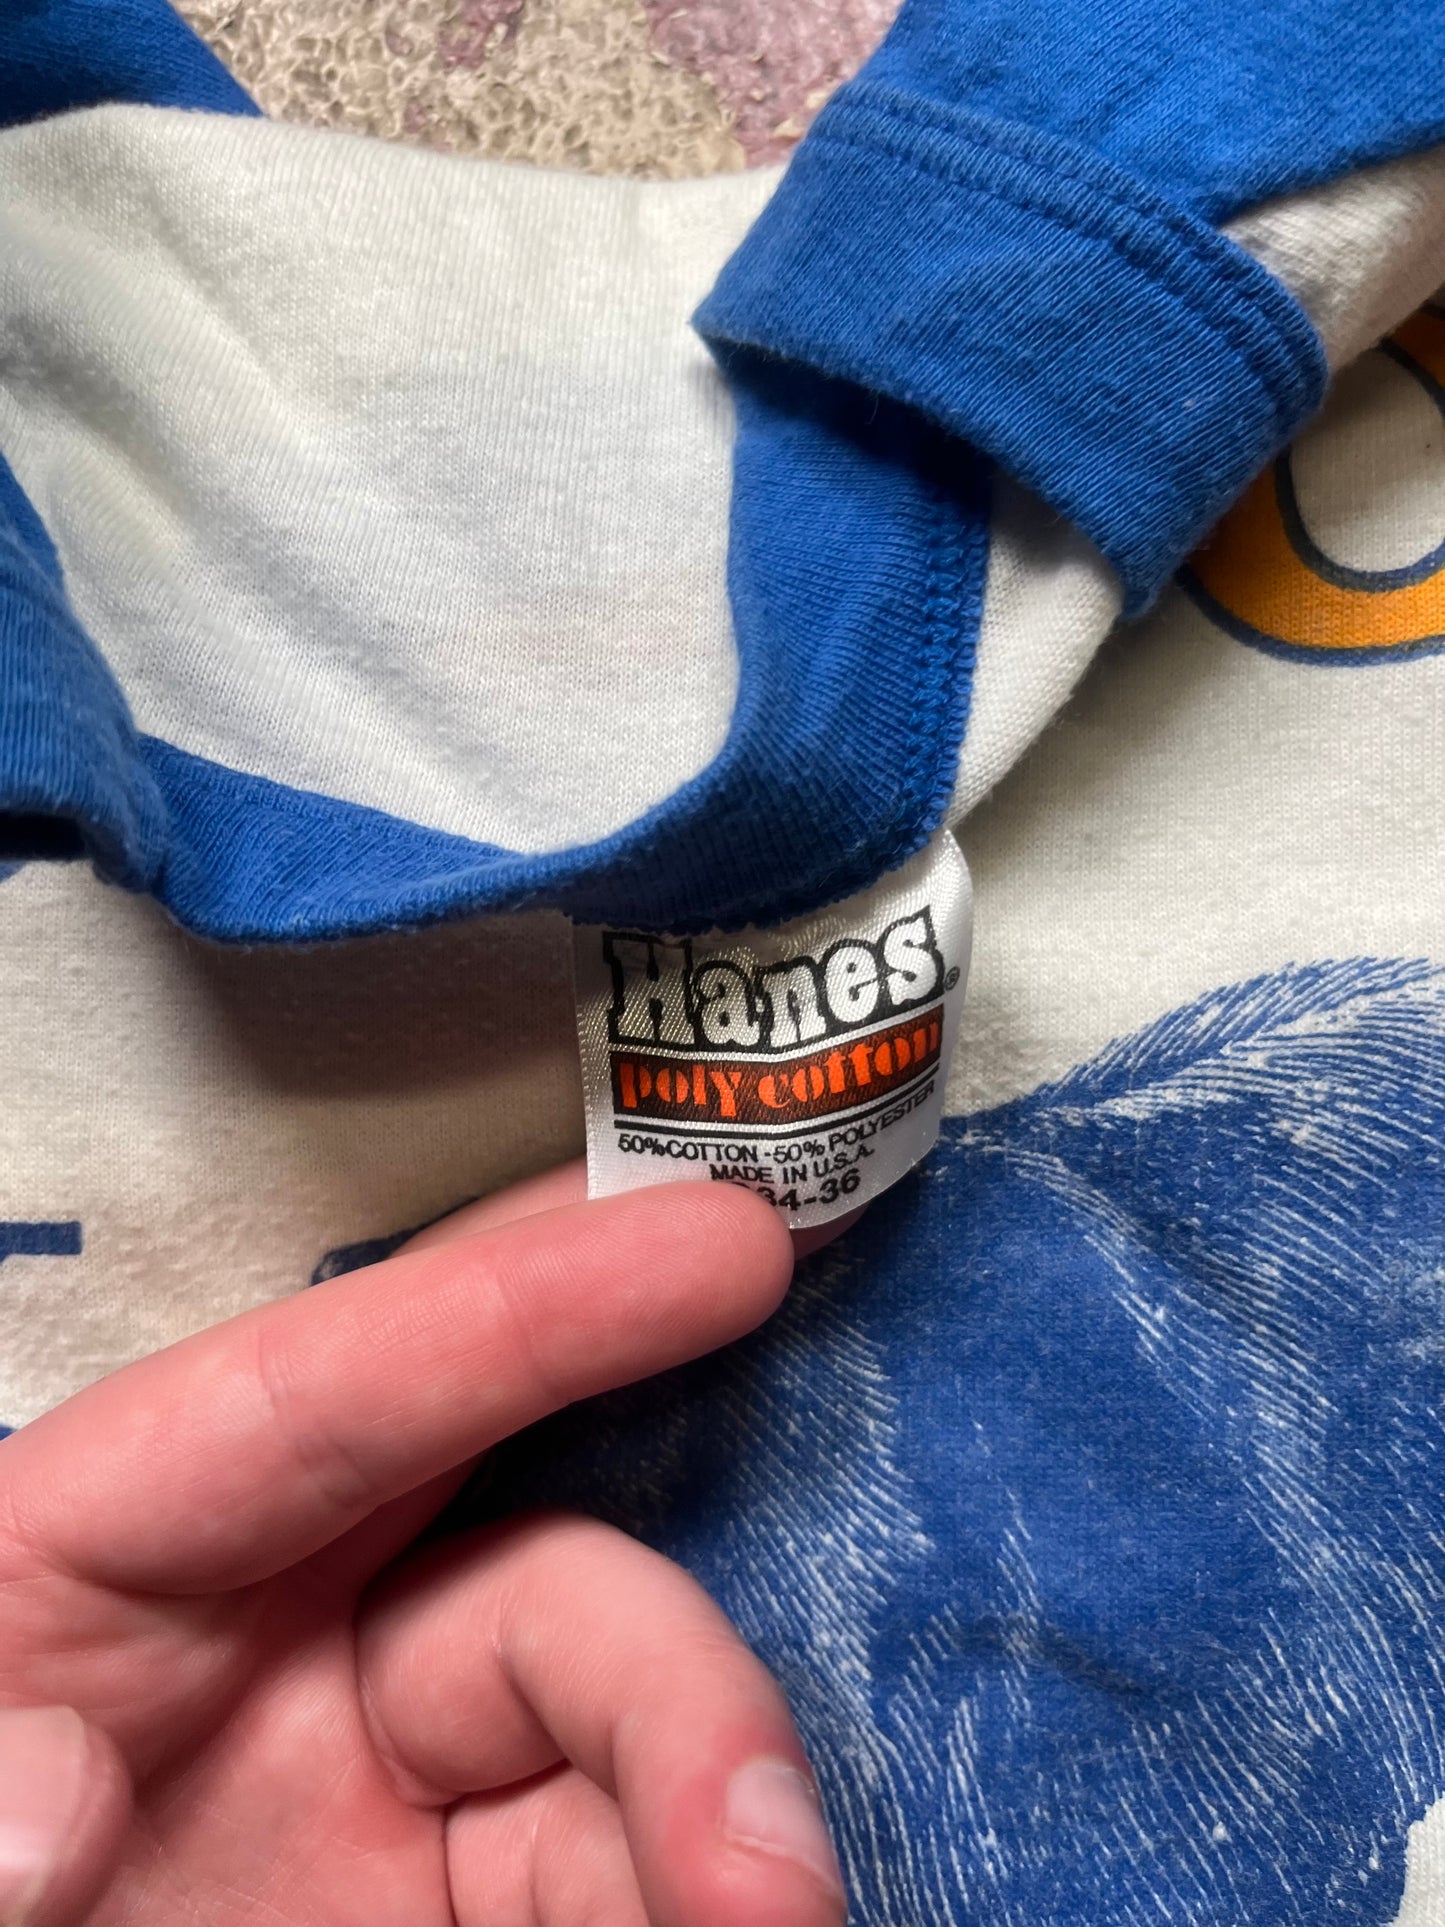 Hanes®
poly cotton
50% COTTON - 50% POLYESTER
MADE IN U.S.A.
34-36